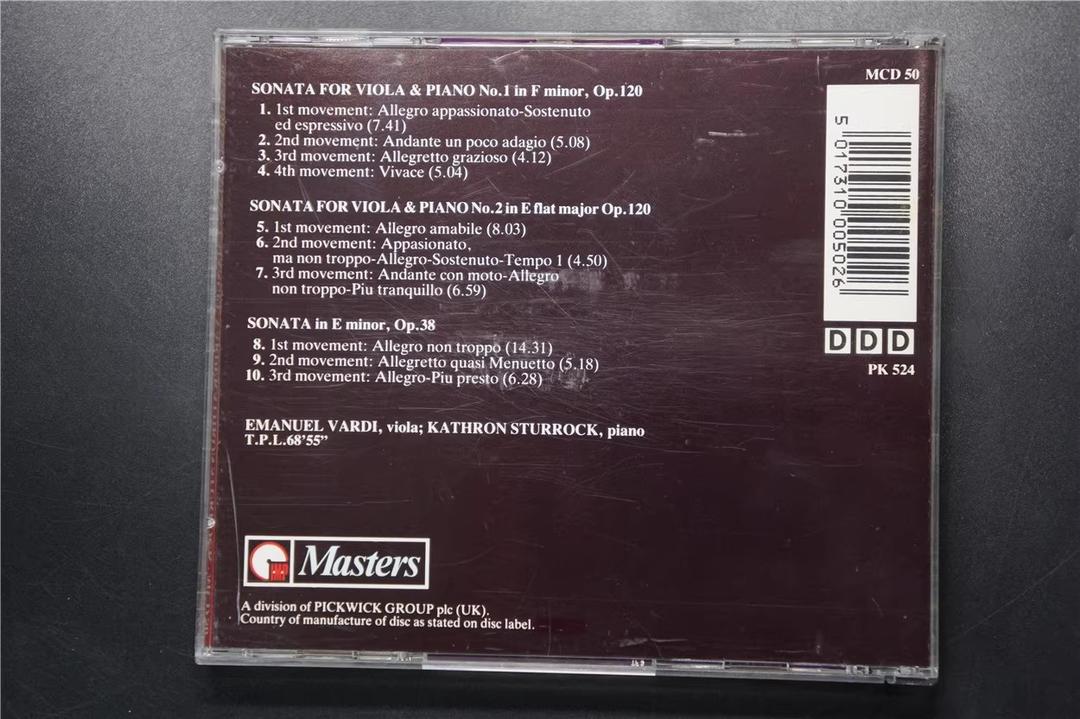 SONATA FOR VIOLA & PIANO No.1 in F minor, Op.120
1. 1st movement: Allegro appassionato-Sostenuto
ed espressivo (7.41)
2. 2nd movement: Andante un poco adagio (5.08)
3. 3rd movement: Allegretto grazioso (4.12)
4. 4th movement: Vivace (5.04)
SONATA FOR VIOLA & PIANO No.2 in E flat major Op.120
5. 1st movement: Allegro amabile (8.03)
6. 2nd movement: Appasionato,
ma non troppo-Allegro-Sostenuto-Tempo 1 (4.50)
7. 3rd movement: Andante con moto-Allegro
non troppo-Piu tranquillo (6.59)
SONATA in E minor, Op.38
8. 1st movement: Allegro non troppo (14.31)
9. 2nd movement: Allegretto quasi Menuetto (5.18)
10. 3rd movement: Allegro-Piu presto (6.28)
EMANUEL VARDI, viola; KATHRON STURROCK, piano
T.P.L.68'55”
Masters
A division of PICKWICK GROUP plc (UK).
Country of manufacture of disc as stated on disc label.
MCD 50
5 017310 005026
DDD
PK 524